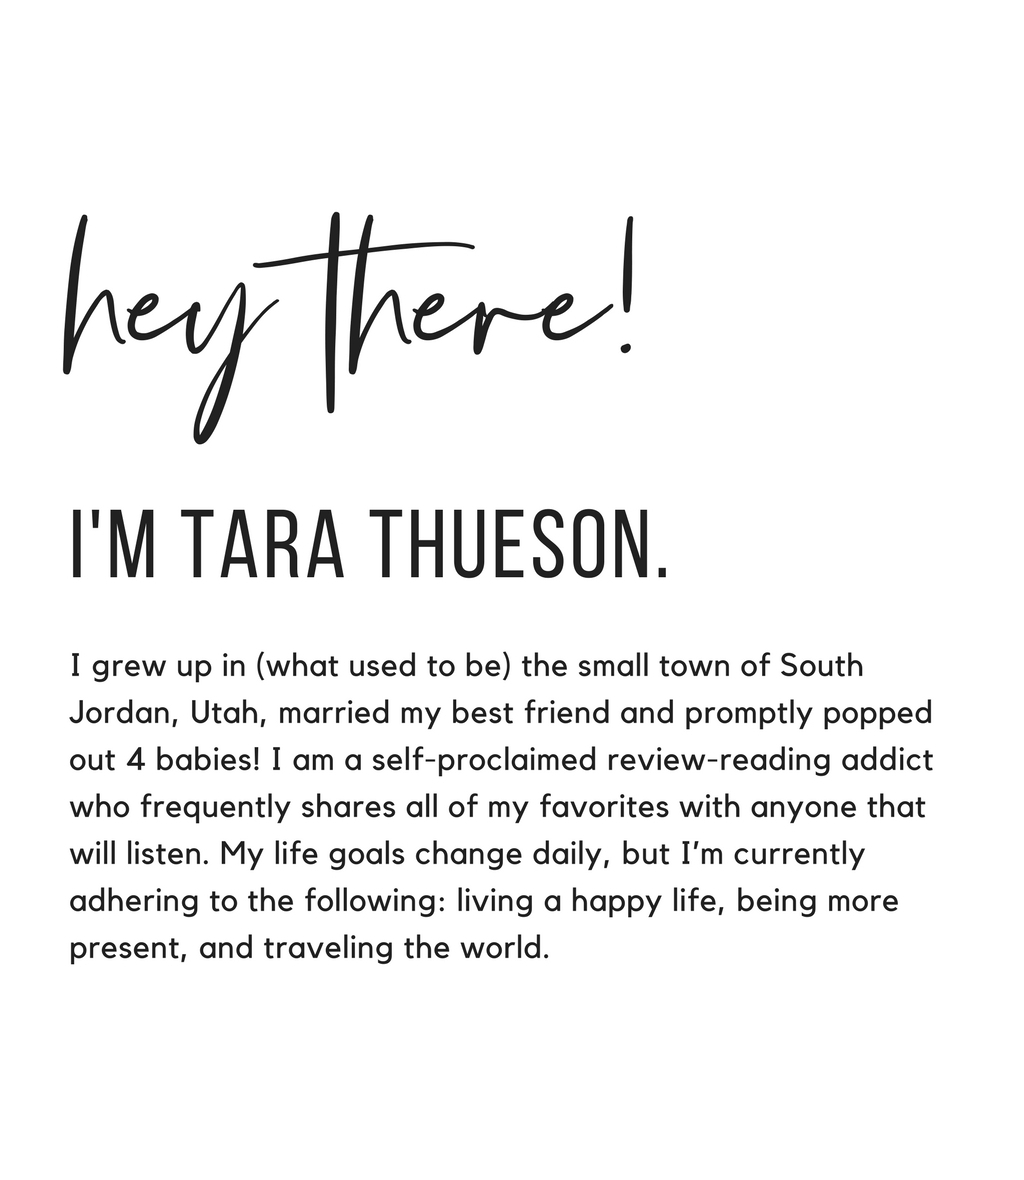 hey there!
I'M TARA THUESON.
I grew up in (what used to be) the small town of South
Jordan, Utah, married my best friend and promptly popped
out 4 babies! I am a self-proclaimed review-reading addict
who frequently shares all of my favorites with anyone that
will listen. My life goals change daily, but I’m currently
adhering to the following: living a happy life, being more
present, and traveling the world.